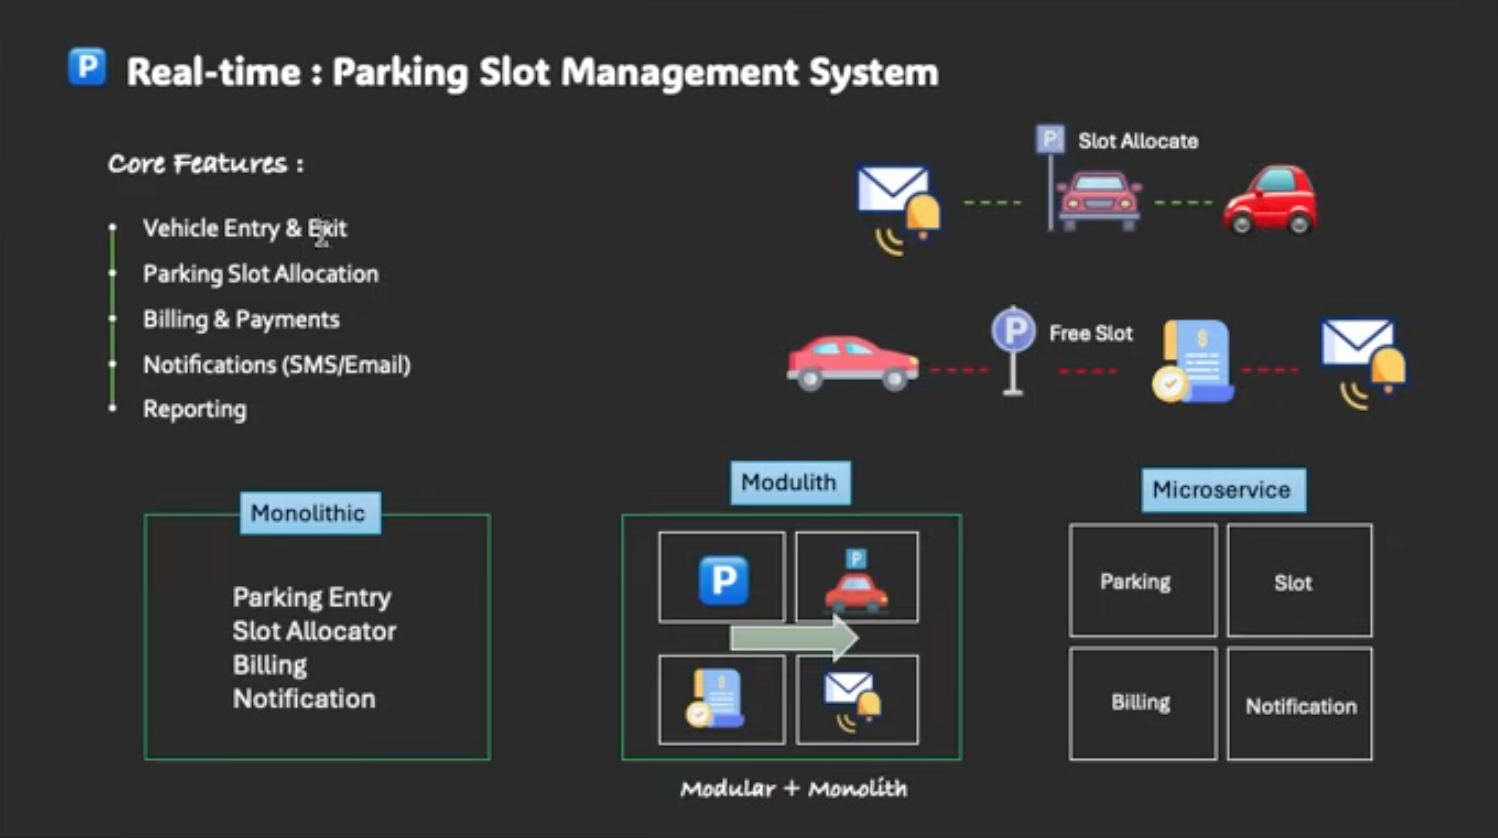 P Real-time : Parking Slot Management System
Core Features :
• Vehicle Entry & Exit
• Parking Slot Allocation
• Billing & Payments
• Notifications (SMS/Email)
• Reporting
P Slot Allocate
P Free Slot
$
Monolithic
Parking Entry
Slot Allocator
Billing
Notification
Modulith
P
P
$
Modular + Monolith
Microservice
Parking
Slot
Billing
Notification